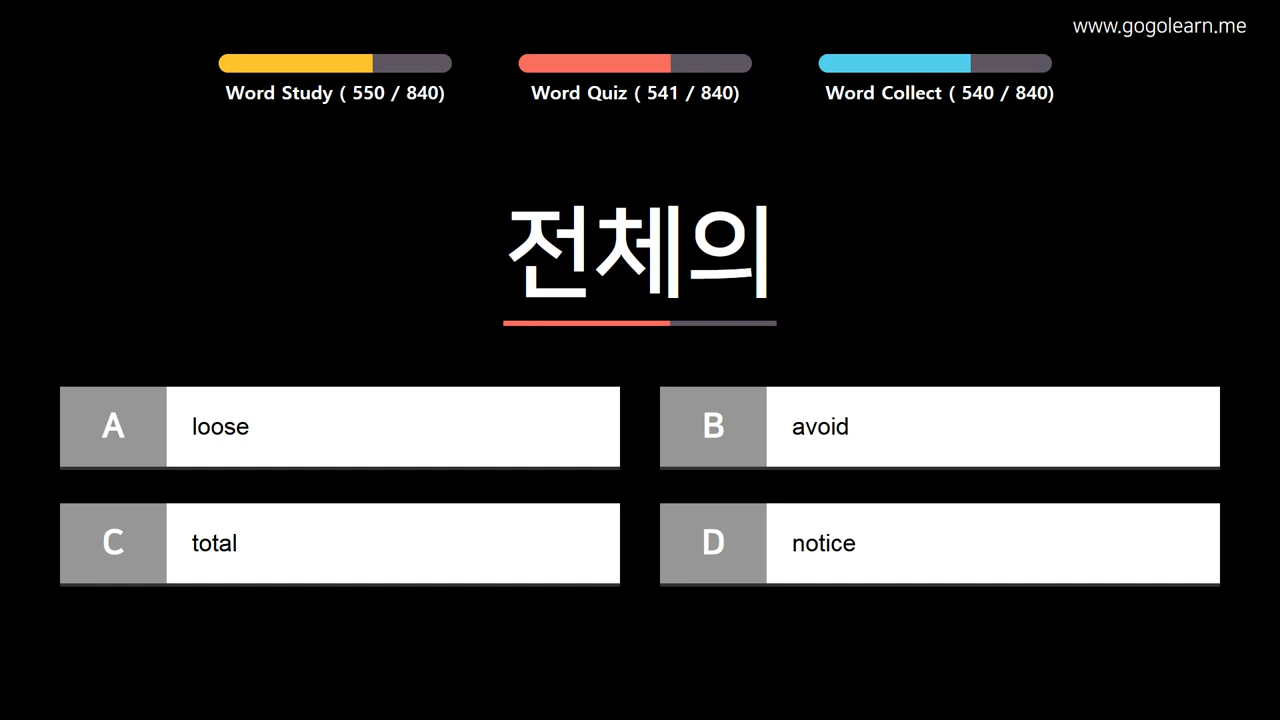 www.gogolearn.me
Word Study ( 550 / 840)
Word Quiz ( 541 / 840)
Word Collect ( 540 / 840)
전체의
A loose
B avoid
C total
D notice